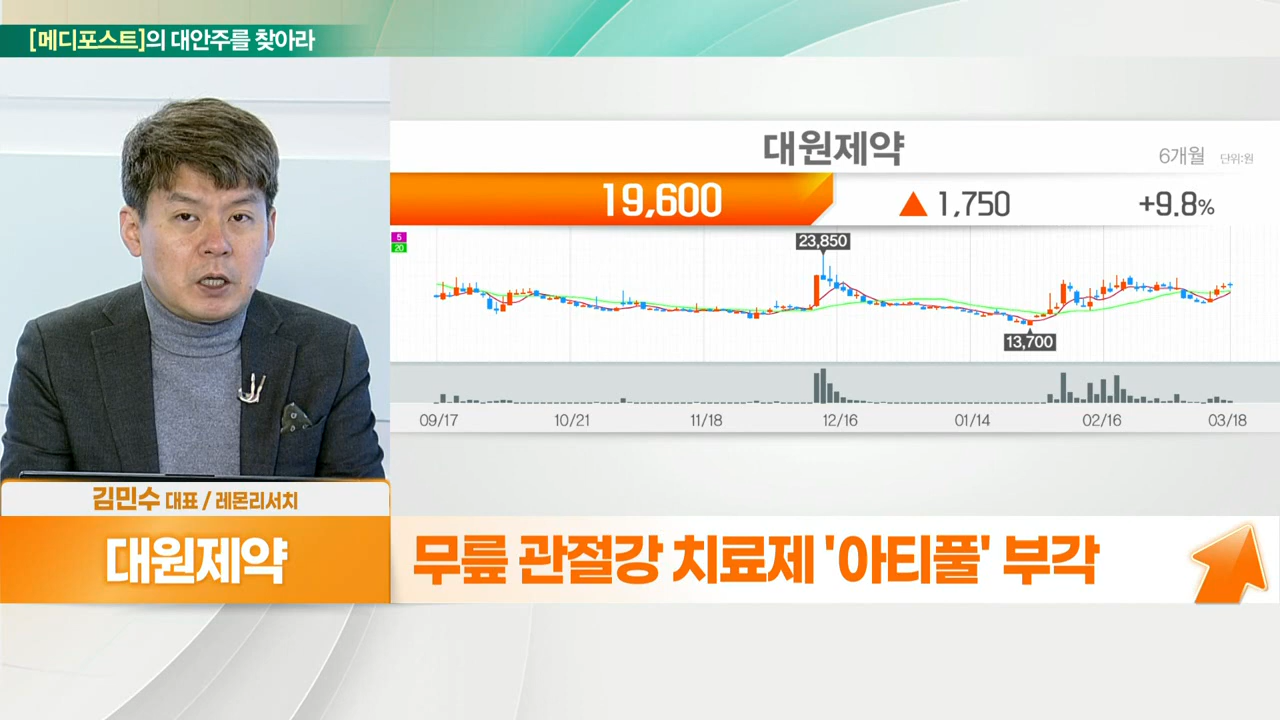 [메디포스트]의 대안주를 찾아라
대원제약
6개월 단위:원
19,600 ▲ 1,750 +9.8%
5
20
23,850
13,700
09/17 10/21 11/18 12/16 01/14 02/16 03/18
김민수 대표 / 레몬리서치
대원제약
무릎 관절강 치료제 '아티풀' 부각